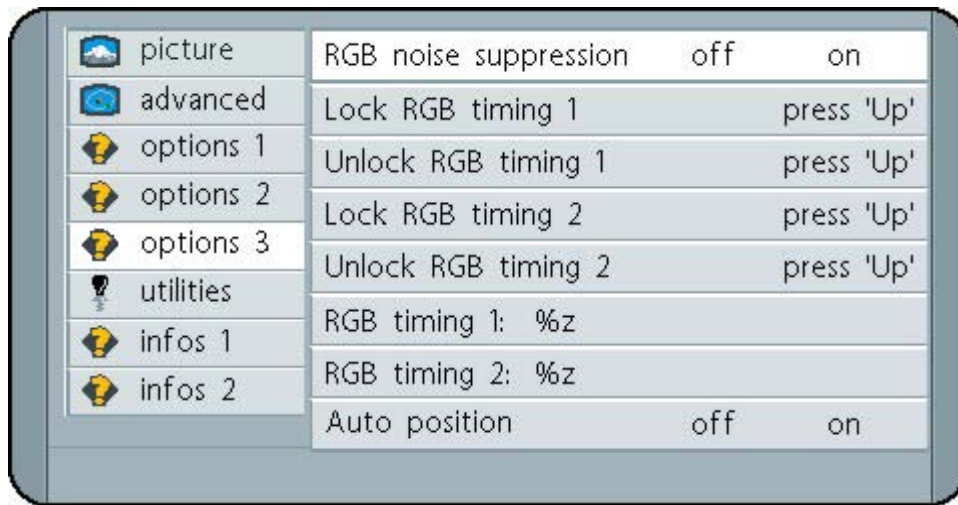 picture
advanced
options 1
options 2
options 3
utilities
infos 1
infos 2
RGB noise suppression off on
Lock RGB timing 1 press 'Up'
Unlock RGB timing 1 press 'Up'
Lock RGB timing 2 press 'Up'
Unlock RGB timing 2 press 'Up'
RGB timing 1: %z
RGB timing 2: %z
Auto position off on